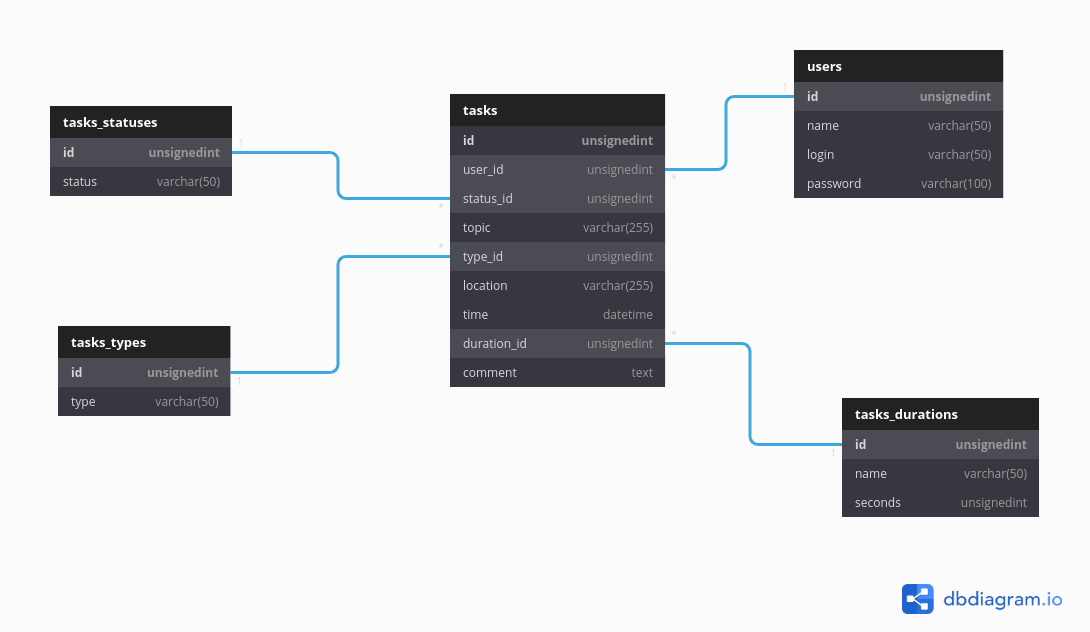 tasks_statuses
id unsignedint
status varchar(50)
1
*
tasks_types
id unsignedint
type varchar(50)
1
*
tasks
id unsignedint
user_id unsignedint
status_id unsignedint
topic varchar(255)
type_id unsignedint
location varchar(255)
time datetime
duration_id unsignedint
comment text
*
*
users
id unsignedint
name varchar(50)
login varchar(50)
password varchar(100)
1
tasks_durations
id unsignedint
name varchar(50)
seconds unsignedint
1
dbdiagram.io